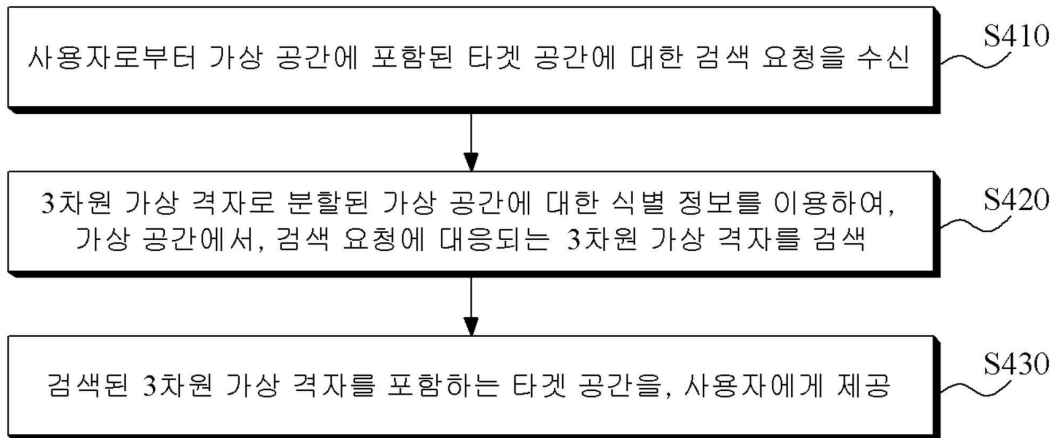 사용자로부터 가상 공간에 포함된 타겟 공간에 대한 검색 요청을 수신
S410
3차원 가상 격자로 분할된 가상 공간에 대한 식별 정보를 이용하여,
가상 공간에서, 검색 요청에 대응되는 3차원 가상 격자를 검색
S420
검색된 3차원 가상 격자를 포함하는 타겟 공간을, 사용자에게 제공
S430